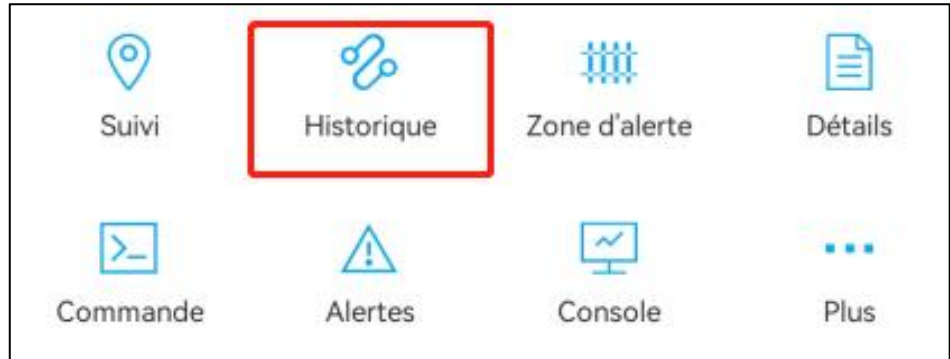 Suivi
Historique
Zone d'alerte
Détails
Commande
Alertes
Console
Plus